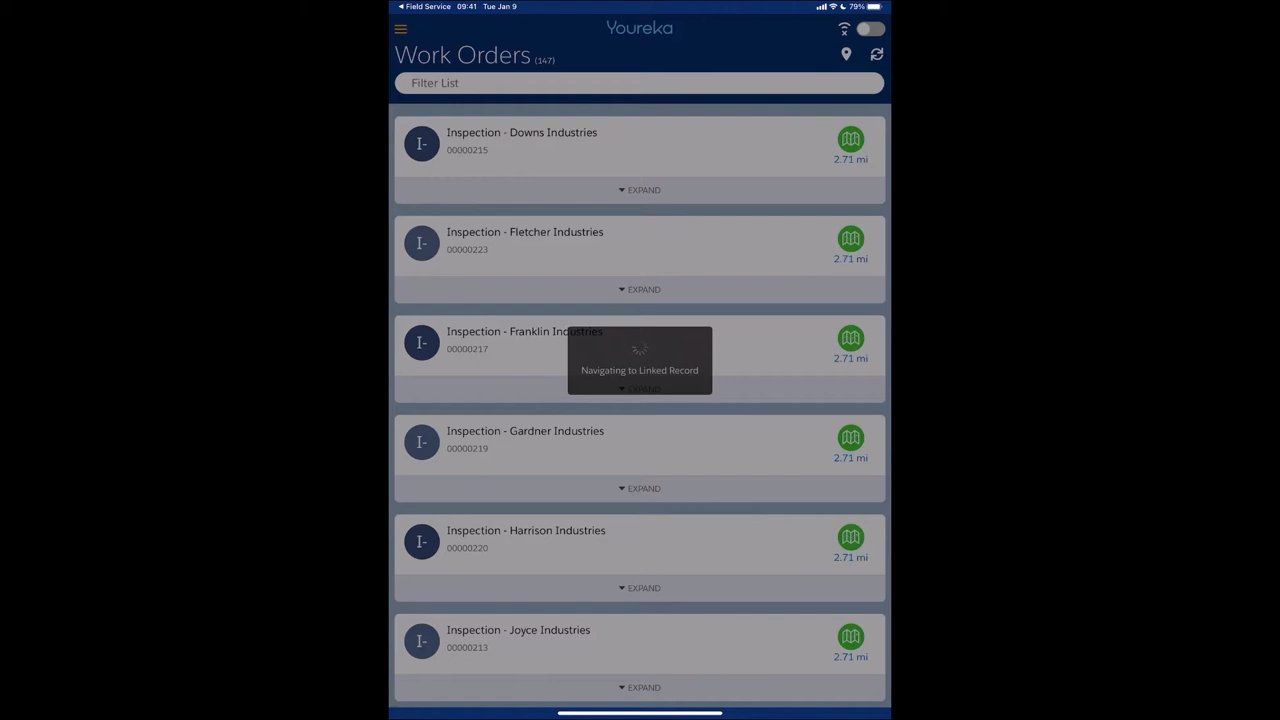 Field Service 09:41 Tue Jan 9 79%
Youreka
Work Orders (147)
Filter List
I- Inspection - Downs Industries
00000215
2.71 mi
EXPAND
I- Inspection - Fletcher Industries
00000223
2.71 mi
EXPAND
I- Inspection - Franklin Industries
00000217
2.71 mi
Navigating to Linked Record
EXPAND
I- Inspection - Gardner Industries
00000219
2.71 mi
EXPAND
I- Inspection - Harrison Industries
00000220
2.71 mi
EXPAND
I- Inspection - Joyce Industries
00000213
2.71 mi
EXPAND